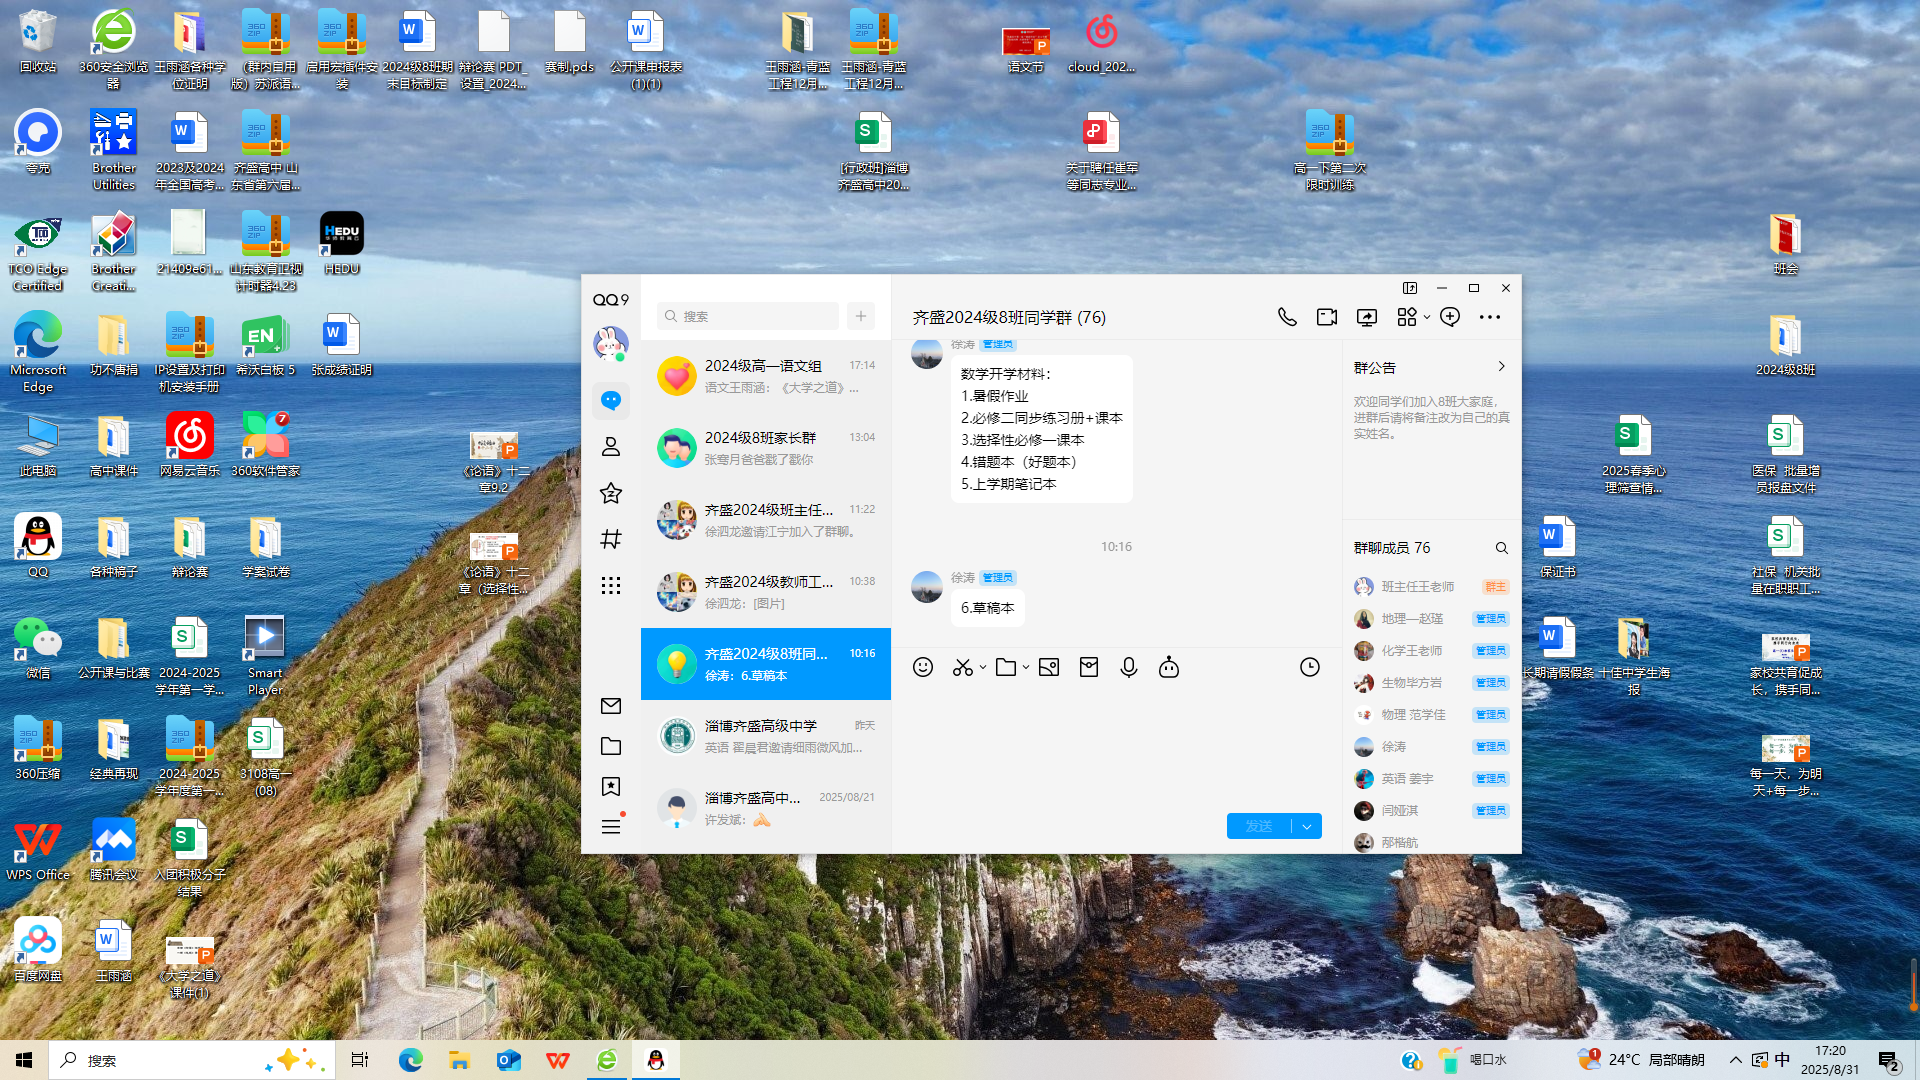 回收站
360安全浏览
器
王雨涵各种学
位证明
（群内自用
版）苏派语...
启用宏插件安
装
2024级8班期
末目标制定
辩论赛 PDT_
设置_2024...
赛制.pds
公开课申报表
(1)(1)
王雨涵-青蓝
工程12月...
王雨涵-青蓝
工程12月...
语文节
cloud_202...
夸克
Brother
Utilities
2023及2024
年全国高考...
齐盛高中 山
东省第六届...
[行政班]淄博
齐盛高中20...
关于聘任崔军
等同志专业...
高一下第二次
限时训练
TCO Edge
Certified
Brother
Creati...
21409e61...
山东教育卫视
计时器4.23
HEDU
班会
Microsoft
Edge
功不唐捐
IP设置及打印
机安装手册
希沃白板 5
张成绩证明
2024级8班
此电脑
高中课件
网易云音乐
360软件管家
《论语》十二
章9.2
2025春季心
理筛查情...
医保_批量增
员报盘文件
QQ
各种稿子
辩论赛
学案试卷
《论语》十二
章（选择性...
保证书
社保_机关批
量在职职工...
微信
公开课与比赛
2024-2025
学年第一学...
Smart
Player
长期请假假条
十佳中学生海
报
家校共育促成
长，携手同...
360压缩
经典再现
2024-2025
学年度第一...
3108高一
(08)
每一天，为明
天+每一步...
WPS Office
腾讯会议
入团积极分子
结果
百度网盘
王雨涵
《大学之道》
课件(1)
QQ9
搜索
2024级高一语文组
17:14
语文王雨涵：《大学之道》...
2024级8班家长群
13:04
张骞月爸爸戳了戳你
齐盛2024级班主任...
11:22
徐泗龙邀请江宁加入了群聊。
齐盛2024级教师工...
10:38
徐泗龙：[图片]
齐盛2024级8班同...
10:16
徐涛：6.草稿本
淄博齐盛高级中学
昨天
英语 翟晨君邀请细雨微风加...
淄博齐盛高中...
2025/08/21
许发斌：
齐盛2024级8班同学群 (76)
徐涛 管理员
数学开学材料：
1.暑假作业
2.必修二同步练习册+课本
3.选择性必修一课本
4.错题本（好题本）
5.上学期笔记本
10:16
徐涛 管理员
6.草稿本
发送
群公告
欢迎同学们加入8班大家庭，
进群后请将备注改为自己的真
实姓名。
群聊成员 76
班主任王老师 群主
地理—赵瑾 管理员
化学王老师 管理员
生物毕方岩 管理员
物理 范学佳 管理员
徐涛 管理员
英语 姜宇 管理员
闫娅淇 管理员
邴楷航
搜索
喝口水
24°C 局部晴朗
中
17:20
2025/8/31
2